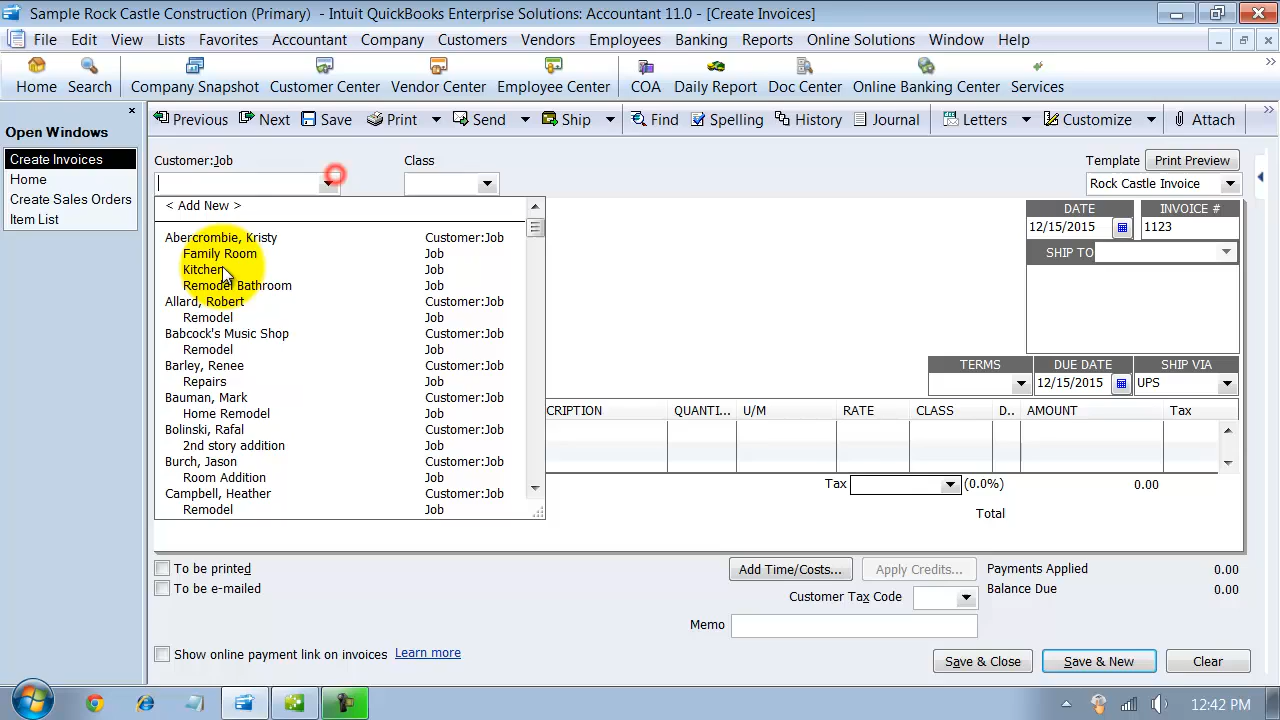 Sample Rock Castle Construction (Primary) - Intuit QuickBooks Enterprise Solutions: Accountant 11.0 - [Create Invoices]
File Edit View Lists Favorites Accountant Company Customers Vendors Employees Banking Reports Online Solutions Window Help
Home Search Company Snapshot Customer Center Vendor Center Employee Center COA Daily Report Doc Center Online Banking Center Services
Previous Next Save Print Send Ship Find Spelling History Journal Letters Customize Attach
Open Windows
Create Invoices
Home
Create Sales Orders
Item List
Customer:Job Class Template Print Preview
Rock Castle Invoice
< Add New >
Abercrombie, Kristy Customer:Job
Family Room Job
Kitchen Job
Remodel Bathroom Job
Allard, Robert Customer:Job
Remodel Job
Babcock's Music Shop Customer:Job
Remodel Job
Barley, Renee Customer:Job
Repairs Job
Bauman, Mark Customer:Job
Home Remodel Job
Bolinski, Rafal Customer:Job
2nd story addition Job
Burch, Jason Customer:Job
Room Addition Job
Campbell, Heather Customer:Job
Remodel Job
DATE INVOICE #
12/15/2015 1123
SHIP TO
TERMS DUE DATE SHIP VIA
12/15/2015 UPS
CRIPTION QUANTI... U/M RATE CLASS D.. AMOUNT Tax
Tax (0.0%) 0.00
Total
To be printed
To be e-mailed
Add Time/Costs... Apply Credits... Payments Applied 0.00
Customer Tax Code Balance Due 0.00
Memo
Show online payment link on invoices Learn more
Save & Close Save & New Clear
12:42 PM